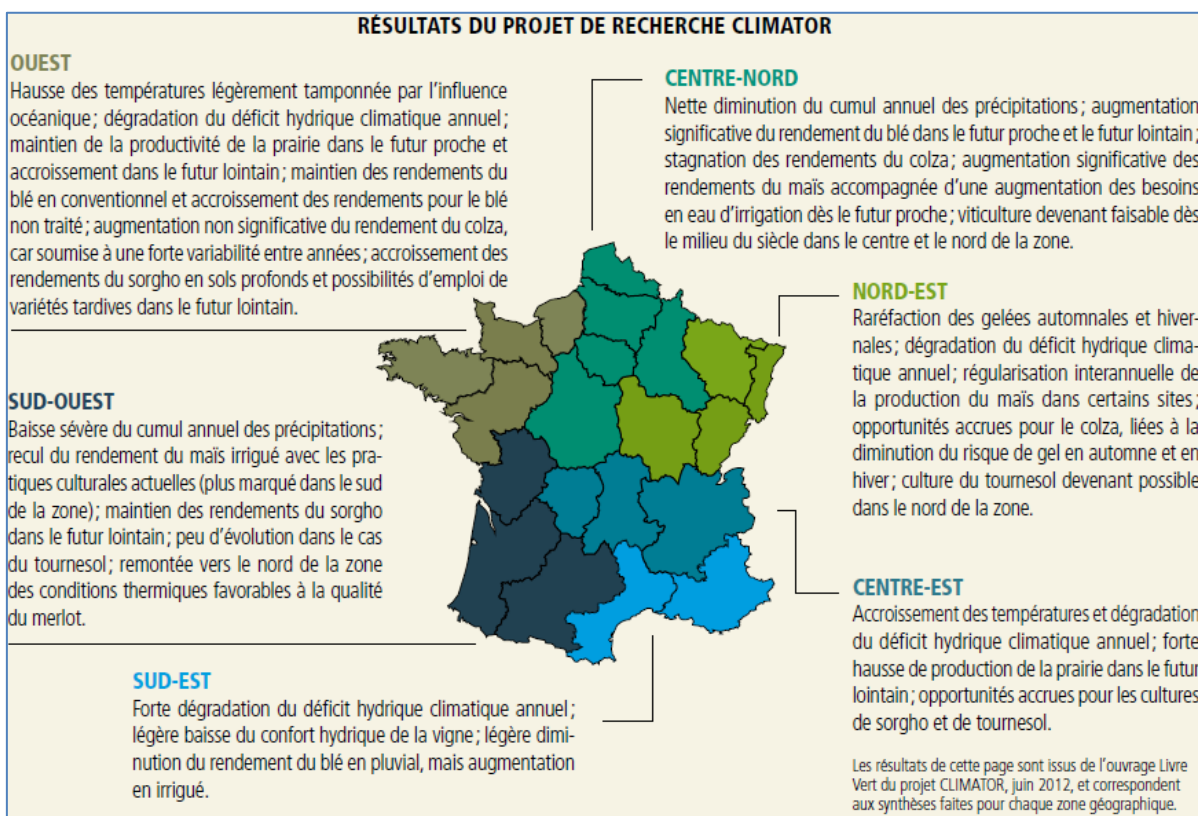 RÉSULTATS DU PROJET DE RECHERCHE CLIMATOR
OUEST
Hausse des températures légèrement tamponnée par l'influence
océanique ; dégradation du déficit hydrique climatique annuel ;
maintien de la productivité de la prairie dans le futur proche et
accroissement dans le futur lointain ; maintien des rendements du
blé en conventionnel et accroissement des rendements pour le blé
non traité ; augmentation non significative du rendement du colza,
car soumise à une forte variabilité entre années ; accroissement des
rendements du sorgho en sols profonds et possibilités d'emploi de
variétés tardives dans le futur lointain.
CENTRE-NORD
Nette diminution du cumul annuel des précipitations ; augmentation
significative du rendement du blé dans le futur proche et le futur lointain ;
stagnation des rendements du colza ; augmentation significative des
rendements du maïs accompagnée d'une augmentation des besoins
en eau d'irrigation dès le futur proche ; viticulture devenant faisable dès
le milieu du siècle dans le centre et le nord de la zone.
NORD-EST
Raréfaction des gelées automnales et hiver-
nales ; dégradation du déficit hydrique clima-
tique annuel ; régularisation interannuelle de
la production du maïs dans certains sites ;
opportunités accrues pour le colza, liées à la
diminution du risque de gel en automne et en
hiver ; culture du tournesol devenant possible
dans le nord de la zone.
SUD-OUEST
Baisse sévère du cumul annuel des précipitations ;
recul du rendement du maïs irrigué avec les pra-
tiques culturales actuelles (plus marqué dans le sud
de la zone) ; maintien des rendements du sorgho
dans le futur lointain ; peu d'évolution dans le cas
du tournesol ; remontée vers le nord de la zone
des conditions thermiques favorables à la qualité
du merlot.
CENTRE-EST
Accroissement des températures et dégradation
du déficit hydrique climatique annuel ; forte
hausse de production de la prairie dans le futur
lointain ; opportunités accrues pour les cultures
de sorgho et de tournesol.
SUD-EST
Forte dégradation du déficit hydrique climatique annuel ;
légère baisse du confort hydrique de la vigne ; légère dimi-
nution du rendement du blé en pluvial, mais augmentation
en irrigué.
Les résultats de cette page sont issus de l'ouvrage Livre
Vert du projet CLIMATOR, juin 2012, et correspondent
aux synthèses faites pour chaque zone géographique.